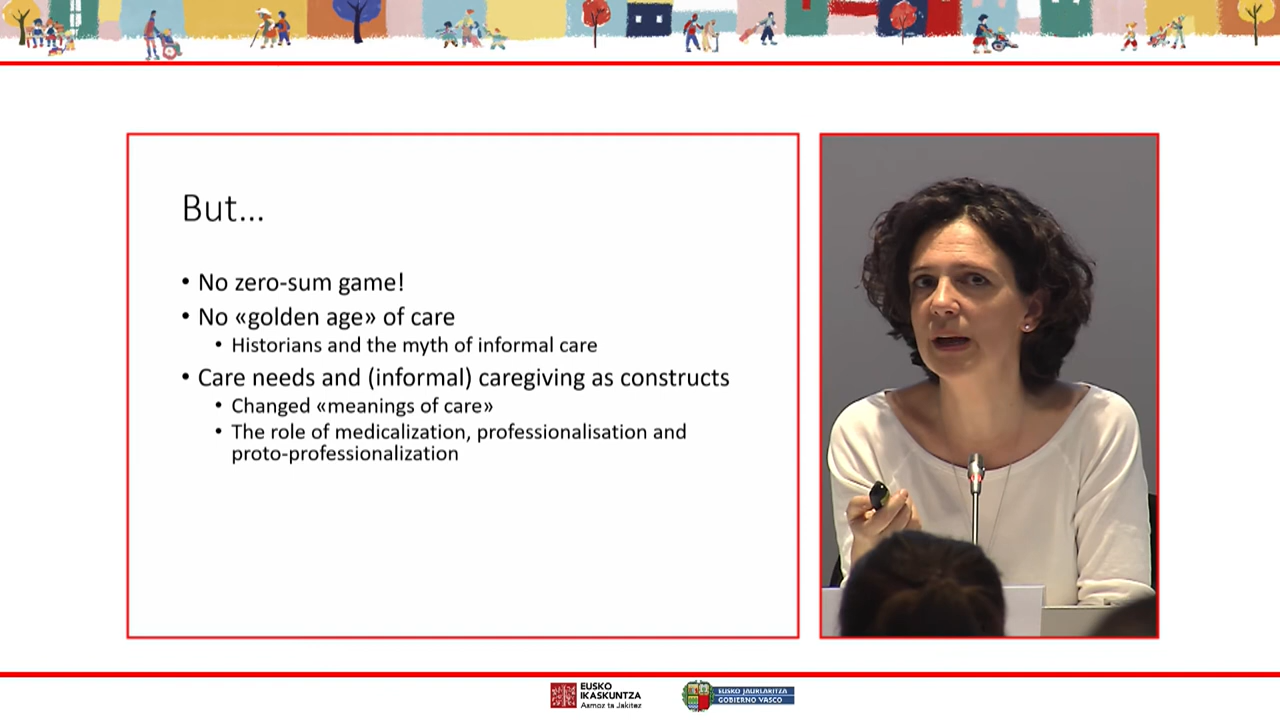 But...
• No zero-sum game!
• No «golden age» of care
• Historians and the myth of informal care
• Care needs and (informal) caregiving as constructs
• Changed «meanings of care»
• The role of medicalization, professionalisation and
proto-professionalization
EUSKO
IKASKUNTZA
Asmoz ta Jakitez
EUSKO JAURLARITZA
GOBIERNO VASCO